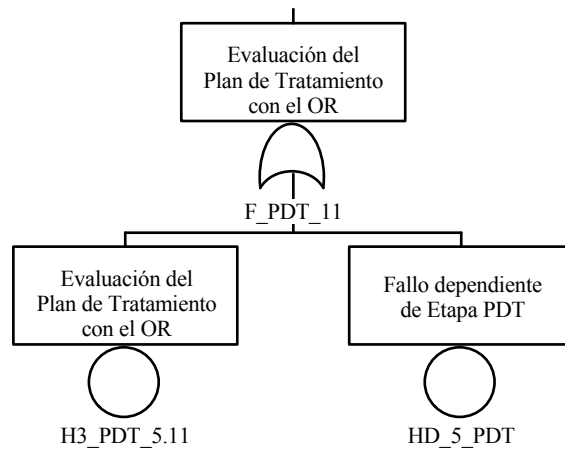 Evaluación del
Plan de Tratamiento
con el OR
F_PDT_11
Evaluación del
Plan de Tratamiento
con el OR
H3_PDT_5.11
Fallo dependiente
de Etapa PDT
HD_5_PDT